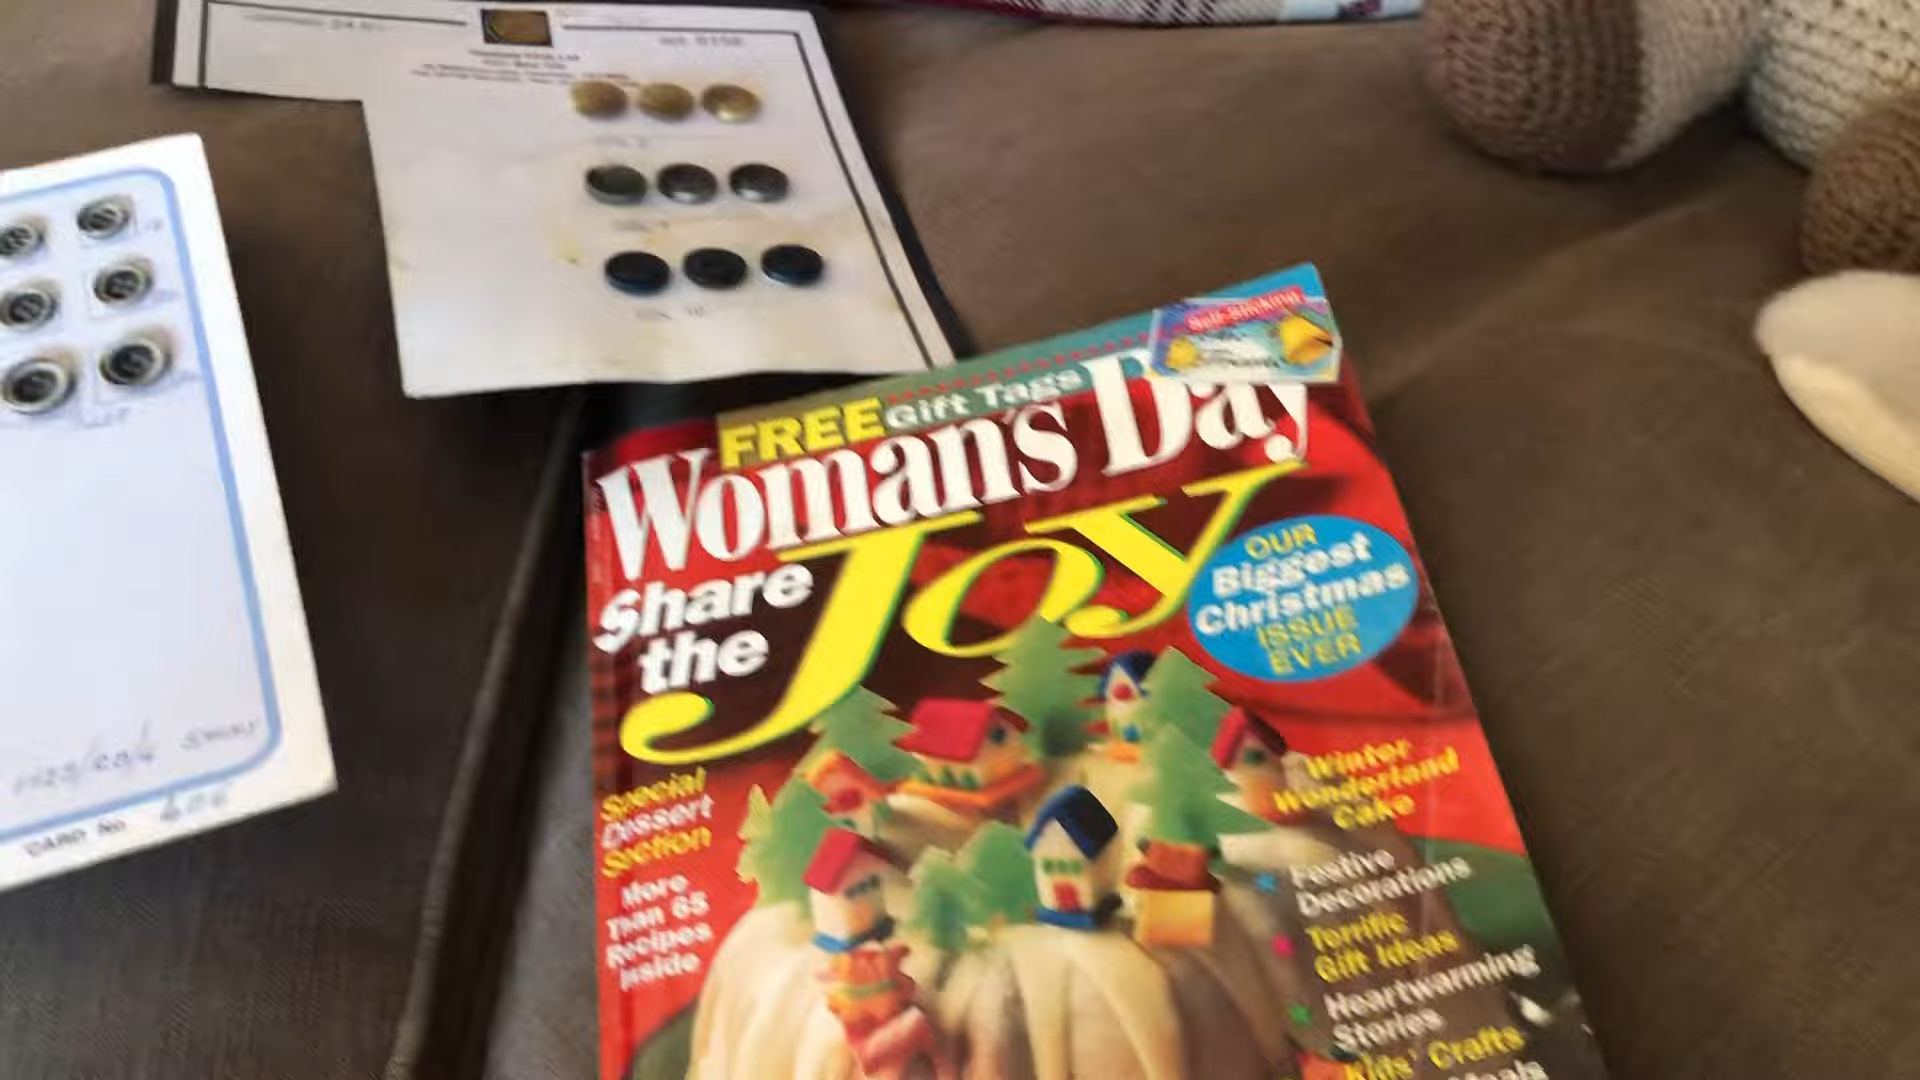 FREE Gift Tags
Woman's Day
Share
the
Joy
OUR
Biggest
Christmas
ISSUE
EVER
Special
Dessert
Section
More
Than 65
Recipes
Inside
Winter
Wonderland
Cake
Festive
Decorations
Terrific
Gift Ideas
Heartwarming
Stories
Kids' Crafts
Self-Sticking
CARD No